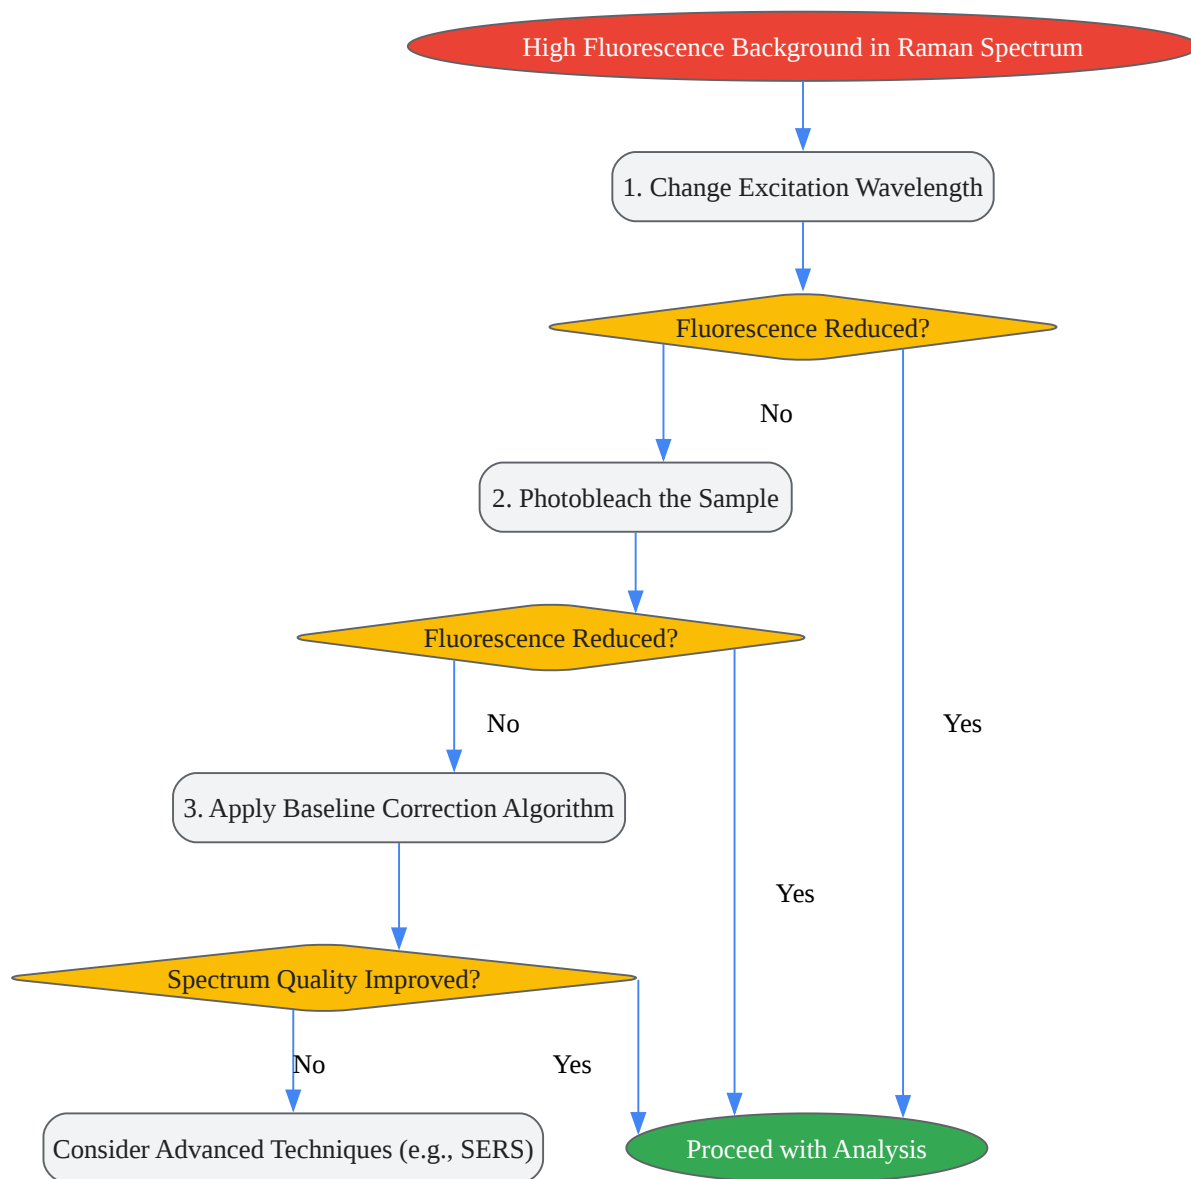 High Fluorescence Background in Raman Spectrum
1. Change Excitation Wavelength
Fluorescence Reduced?
No
2. Photobleach the Sample
Fluorescence Reduced?
No
Yes
3. Apply Baseline Correction Algorithm
Yes
Spectrum Quality Improved?
No
Yes
Consider Advanced Techniques (e.g., SERS)
Proceed with Analysis